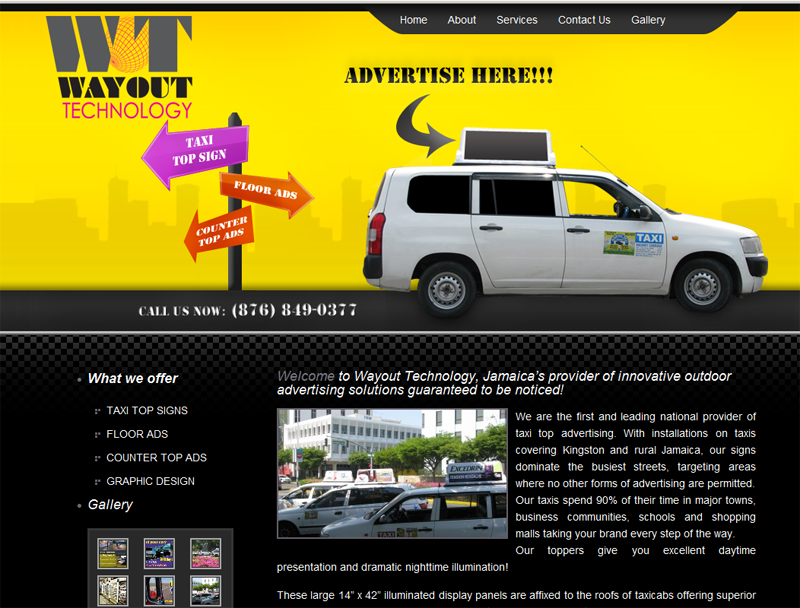 Home About Services Contact Us Gallery
WT
WAYOUT
TECHNOLOGY
ADVERTISE HERE!!!
TAXI
TOP SIGN
FLOOR ADS
COUNTER
TOP ADS
TAXI
CALL US NOW: (876) 849-0377
What we offer
TAXI TOP SIGNS
FLOOR ADS
COUNTER TOP ADS
GRAPHIC DESIGN
Gallery
Welcome to Wayout Technology, Jamaica's provider of innovative outdoor
advertising solutions guaranteed to be noticed!
EXCEDRIN
We are the first and leading national provider of
taxi top advertising. With installations on taxis
covering Kingston and rural Jamaica, our signs
dominate the busiest streets, targeting areas
where no other forms of advertising are permitted.
Our taxis spend 90% of their time in major towns,
business communities, schools and shopping
malls taking your brand every step of the way.
Our toppers give you excellent daytime
presentation and dramatic nighttime illumination!
These large 14” x 42” illuminated display panels are affixed to the roofs of taxicabs offering superior